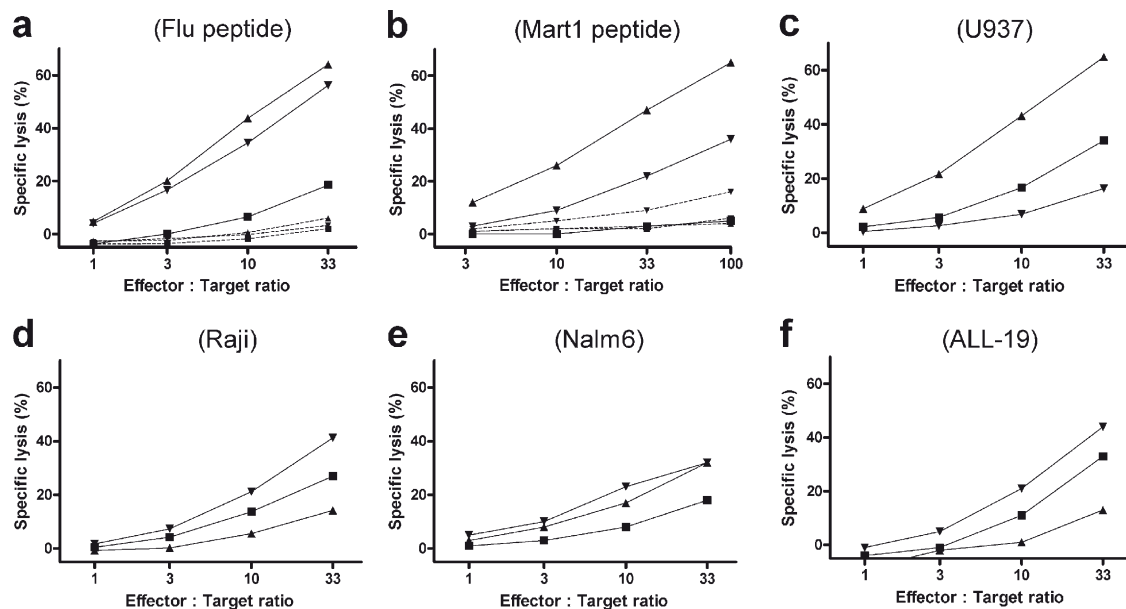 a (Flu peptide)
Specific lysis (%)
60
40
20
0
1 3 10 33
Effector : Target ratio
b (Mart1 peptide)
Specific lysis (%)
60
40
20
0
3 10 33 100
Effector : Target ratio
c (U937)
Specific lysis (%)
60
40
20
0
1 3 10 33
Effector : Target ratio
d (Raji)
Specific lysis (%)
60
40
20
0
1 3 10 33
Effector : Target ratio
e (Nalm6)
Specific lysis (%)
60
40
20
0
1 3 10 33
Effector : Target ratio
f (ALL-19)
Specific lysis (%)
60
40
20
0
1 3 10 33
Effector : Target ratio